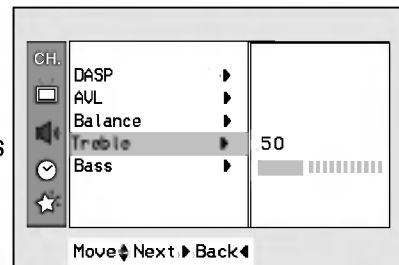 CH.
DASP
AVL
Balance
Treble 50
Bass
Move Next Back